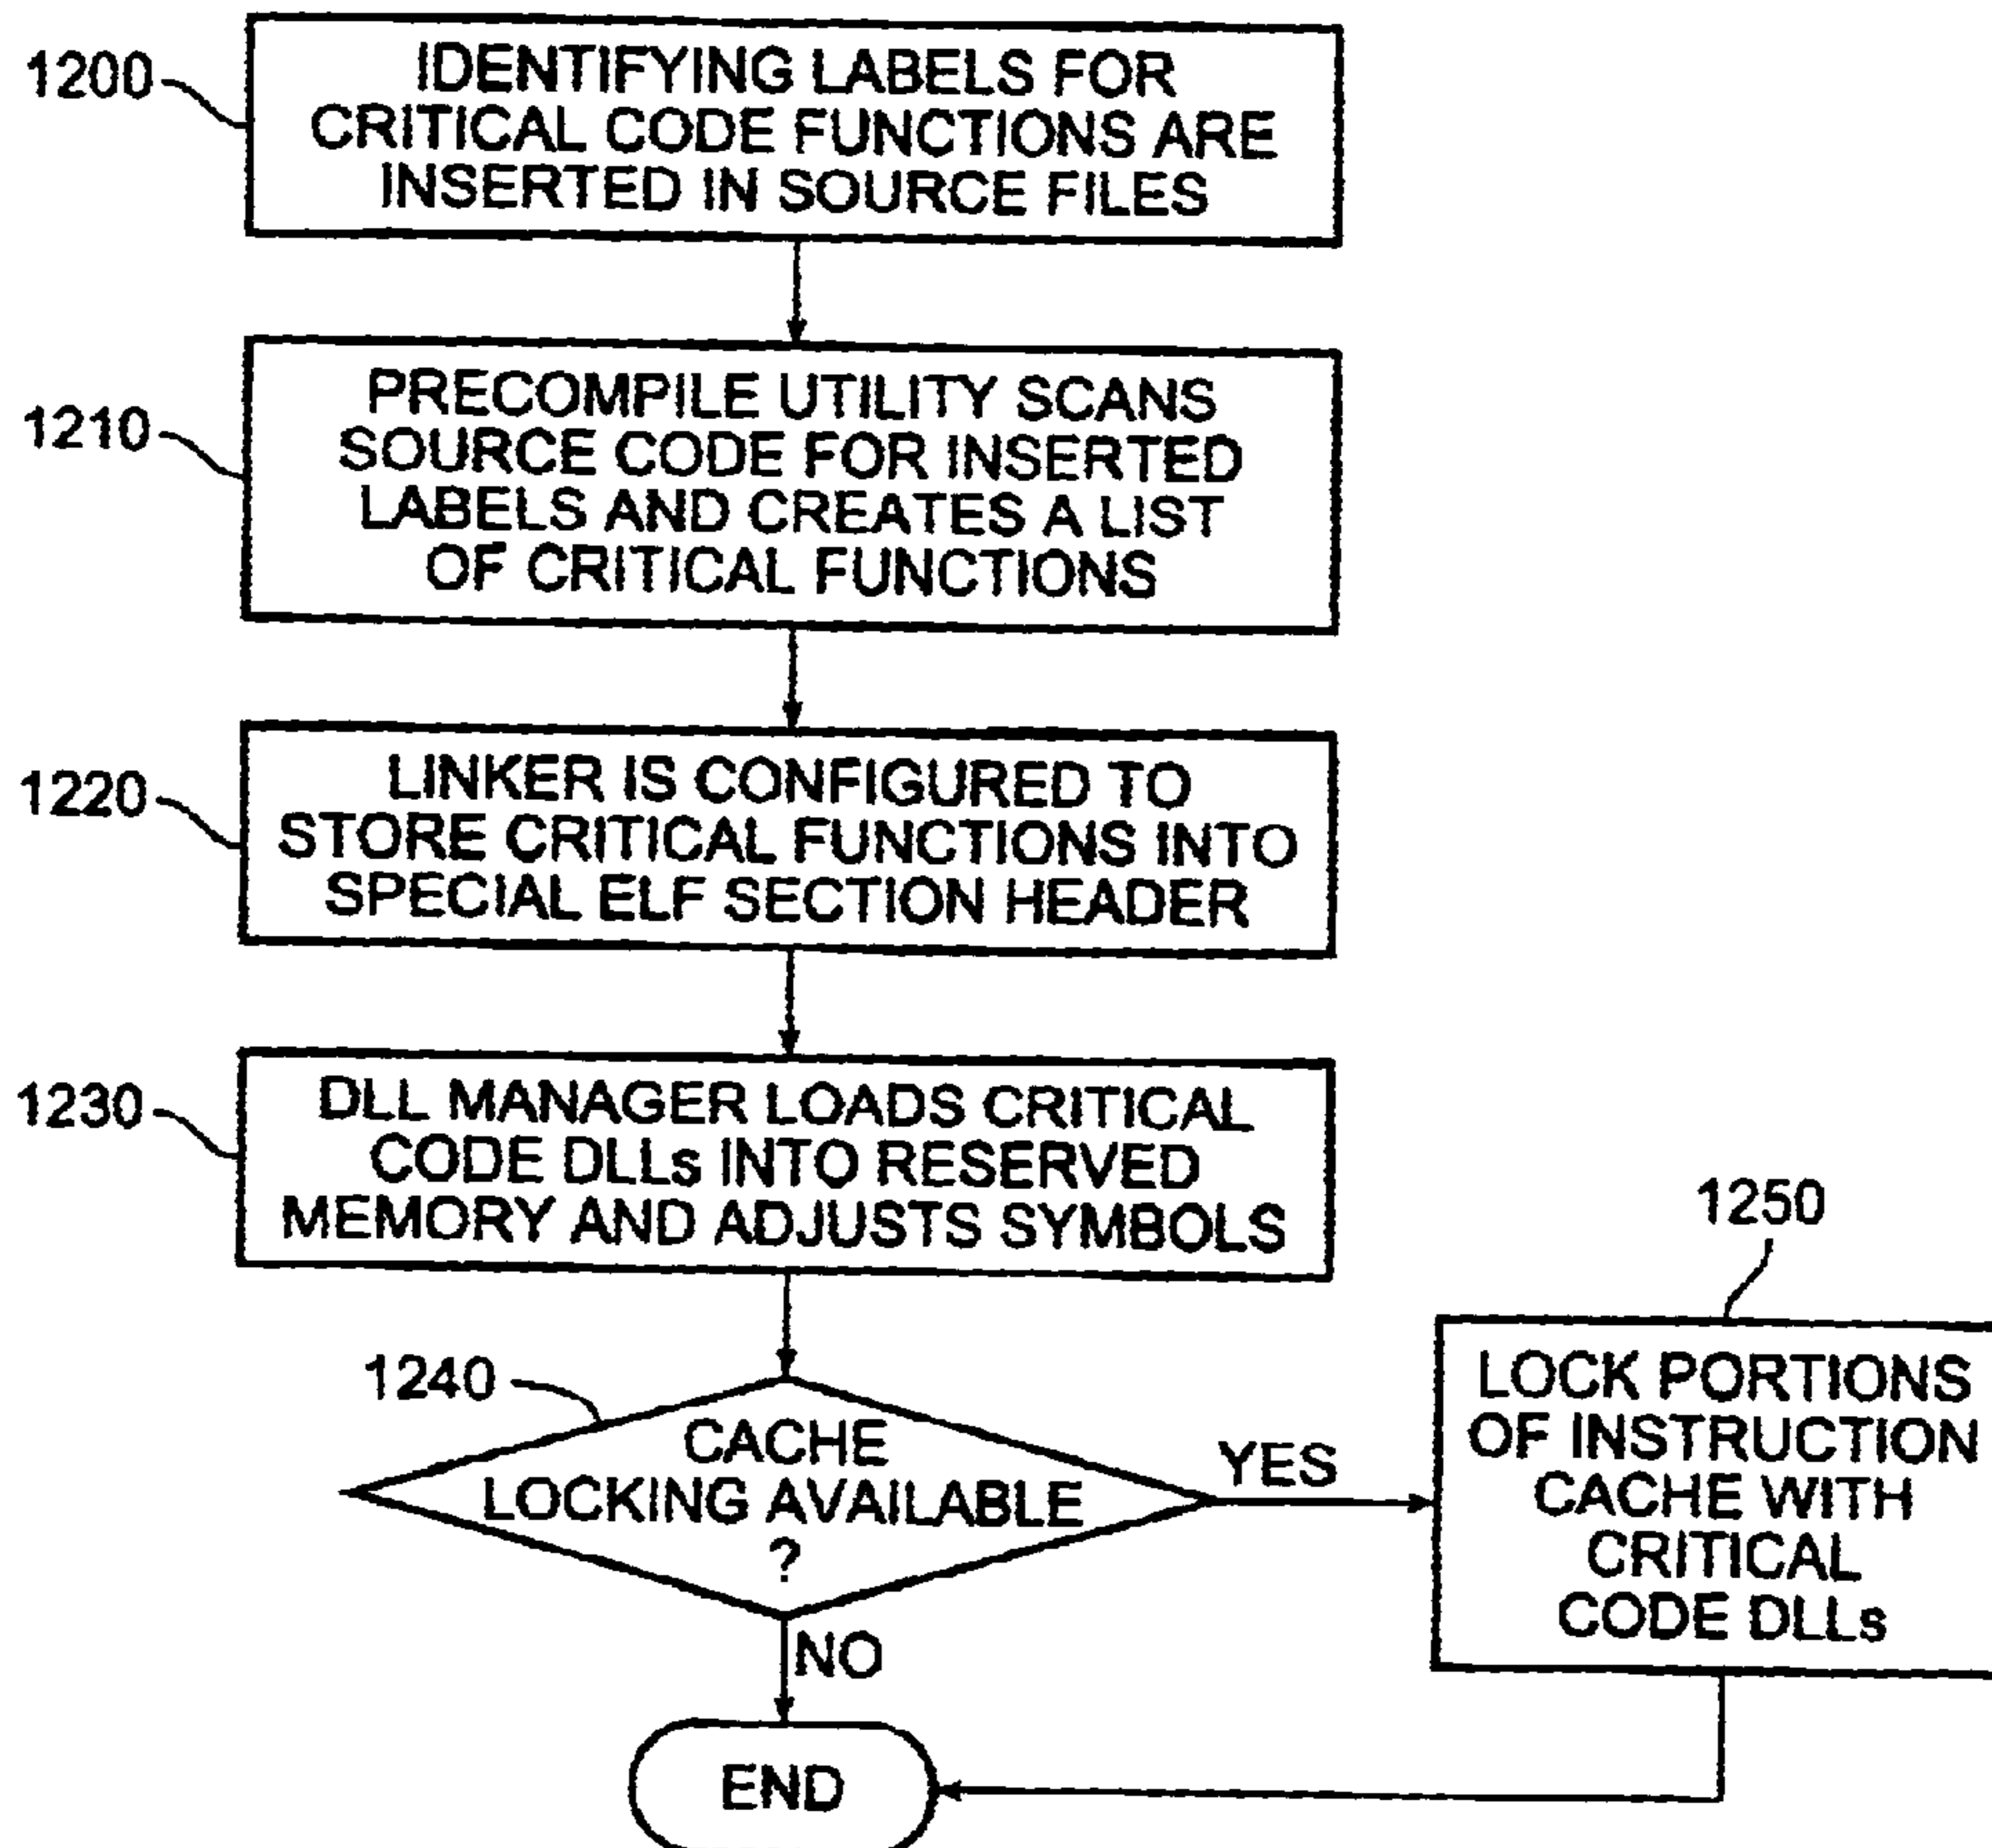 1200
IDENTIFYING LABELS FOR
CRITICAL CODE FUNCTIONS ARE
INSERTED IN SOURCE FILES
1210
PRECOMPILE UTILITY SCANS
SOURCE CODE FOR INSERTED
LABELS AND CREATES A LIST
OF CRITICAL FUNCTIONS
1220
LINKER IS CONFIGURED TO
STORE CRITICAL FUNCTIONS INTO
SPECIAL ELF SECTION HEADER
1230
DLL MANAGER LOADS CRITICAL
CODE DLLs INTO RESERVED
MEMORY AND ADJUSTS SYMBOLS
1240
CACHE
LOCKING AVAILABLE
?
YES
1250
LOCK PORTIONS
OF INSTRUCTION
CACHE WITH
CRITICAL
CODE DLLs
NO
END